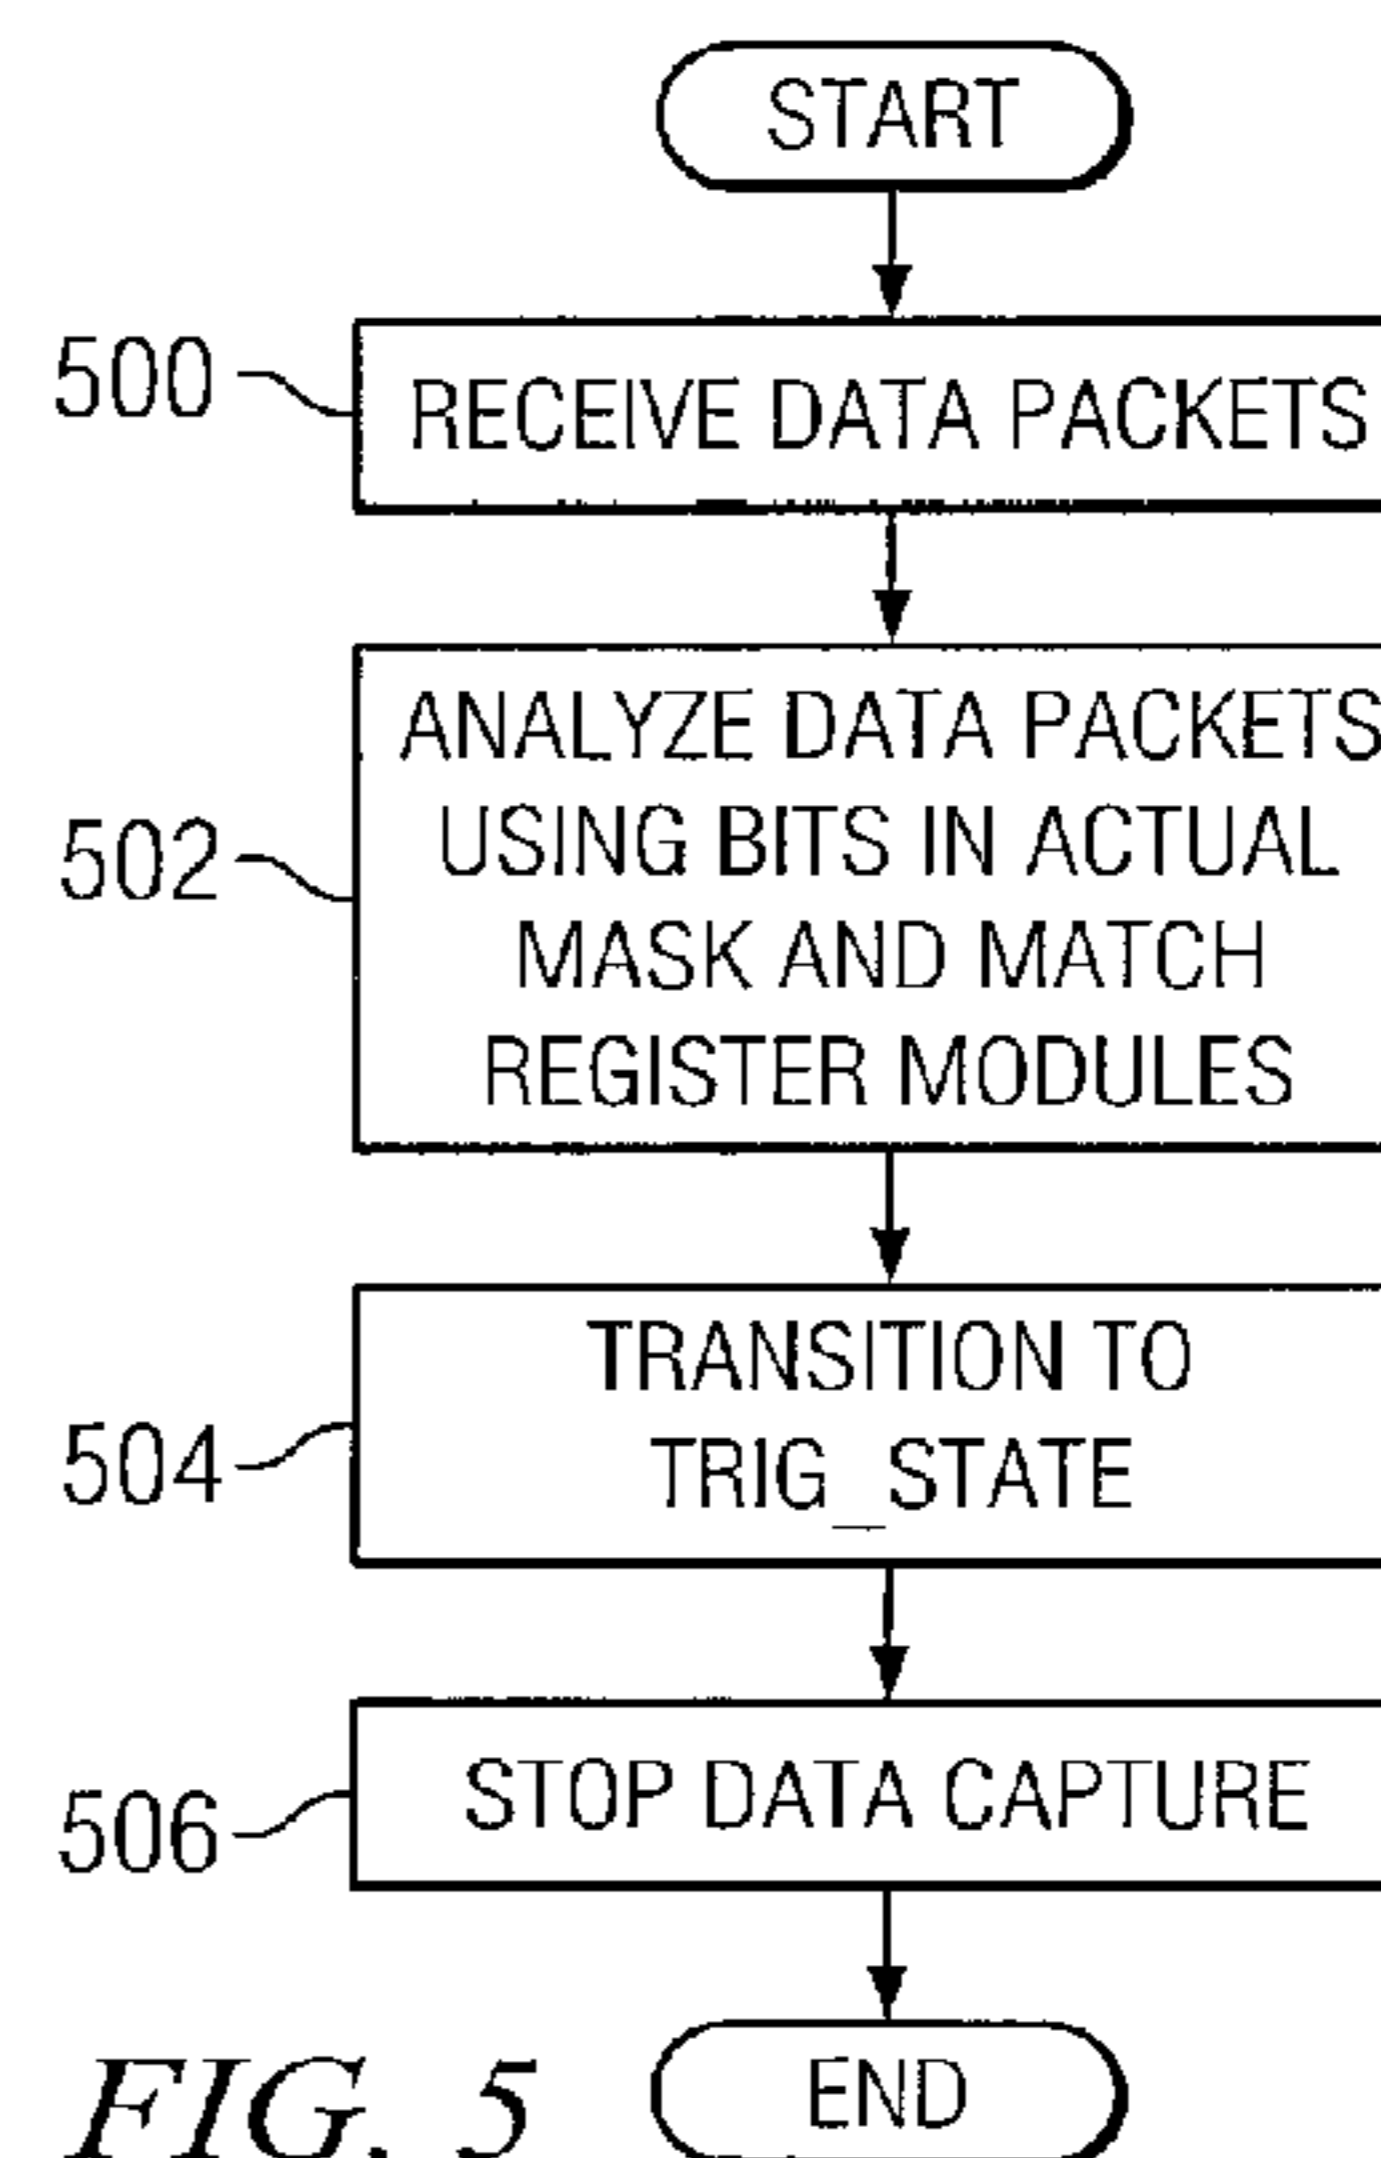 START
500
RECEIVE DATA PACKETS
502
ANALYZE DATA PACKETS
USING BITS IN ACTUAL
MASK AND MATCH
REGISTER MODULES
504
TRANSITION TO
TRIG_STATE
506
STOP DATA CAPTURE
END
FIG. 5